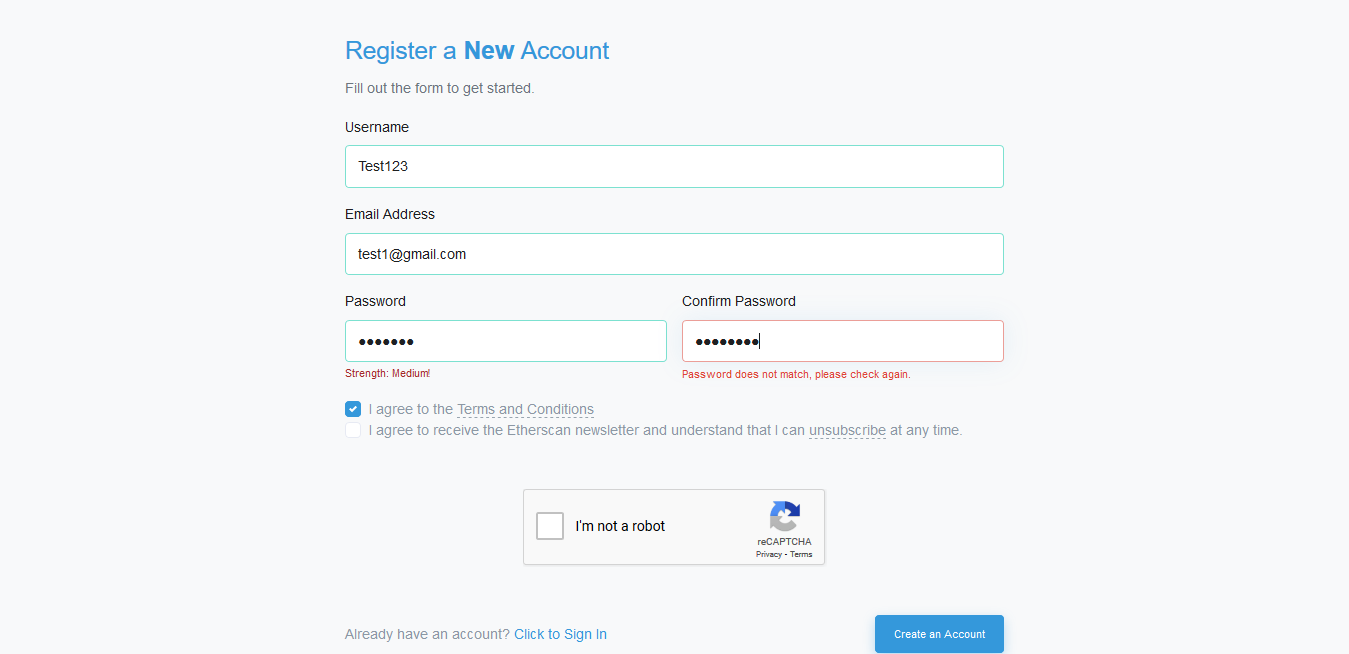 Register a New Account
Fill out the form to get started.
Username
Test123
Email Address
test1@gmail.com
Password
Confirm Password
•••••••
••••••••
Strength: Medium!
Password does not match, please check again.
I agree to the Terms and Conditions
I agree to receive the Etherscan newsletter and understand that I can unsubscribe at any time.
I'm not a robot
reCAPTCHA
Privacy - Terms
Already have an account? Click to Sign In
Create an Account